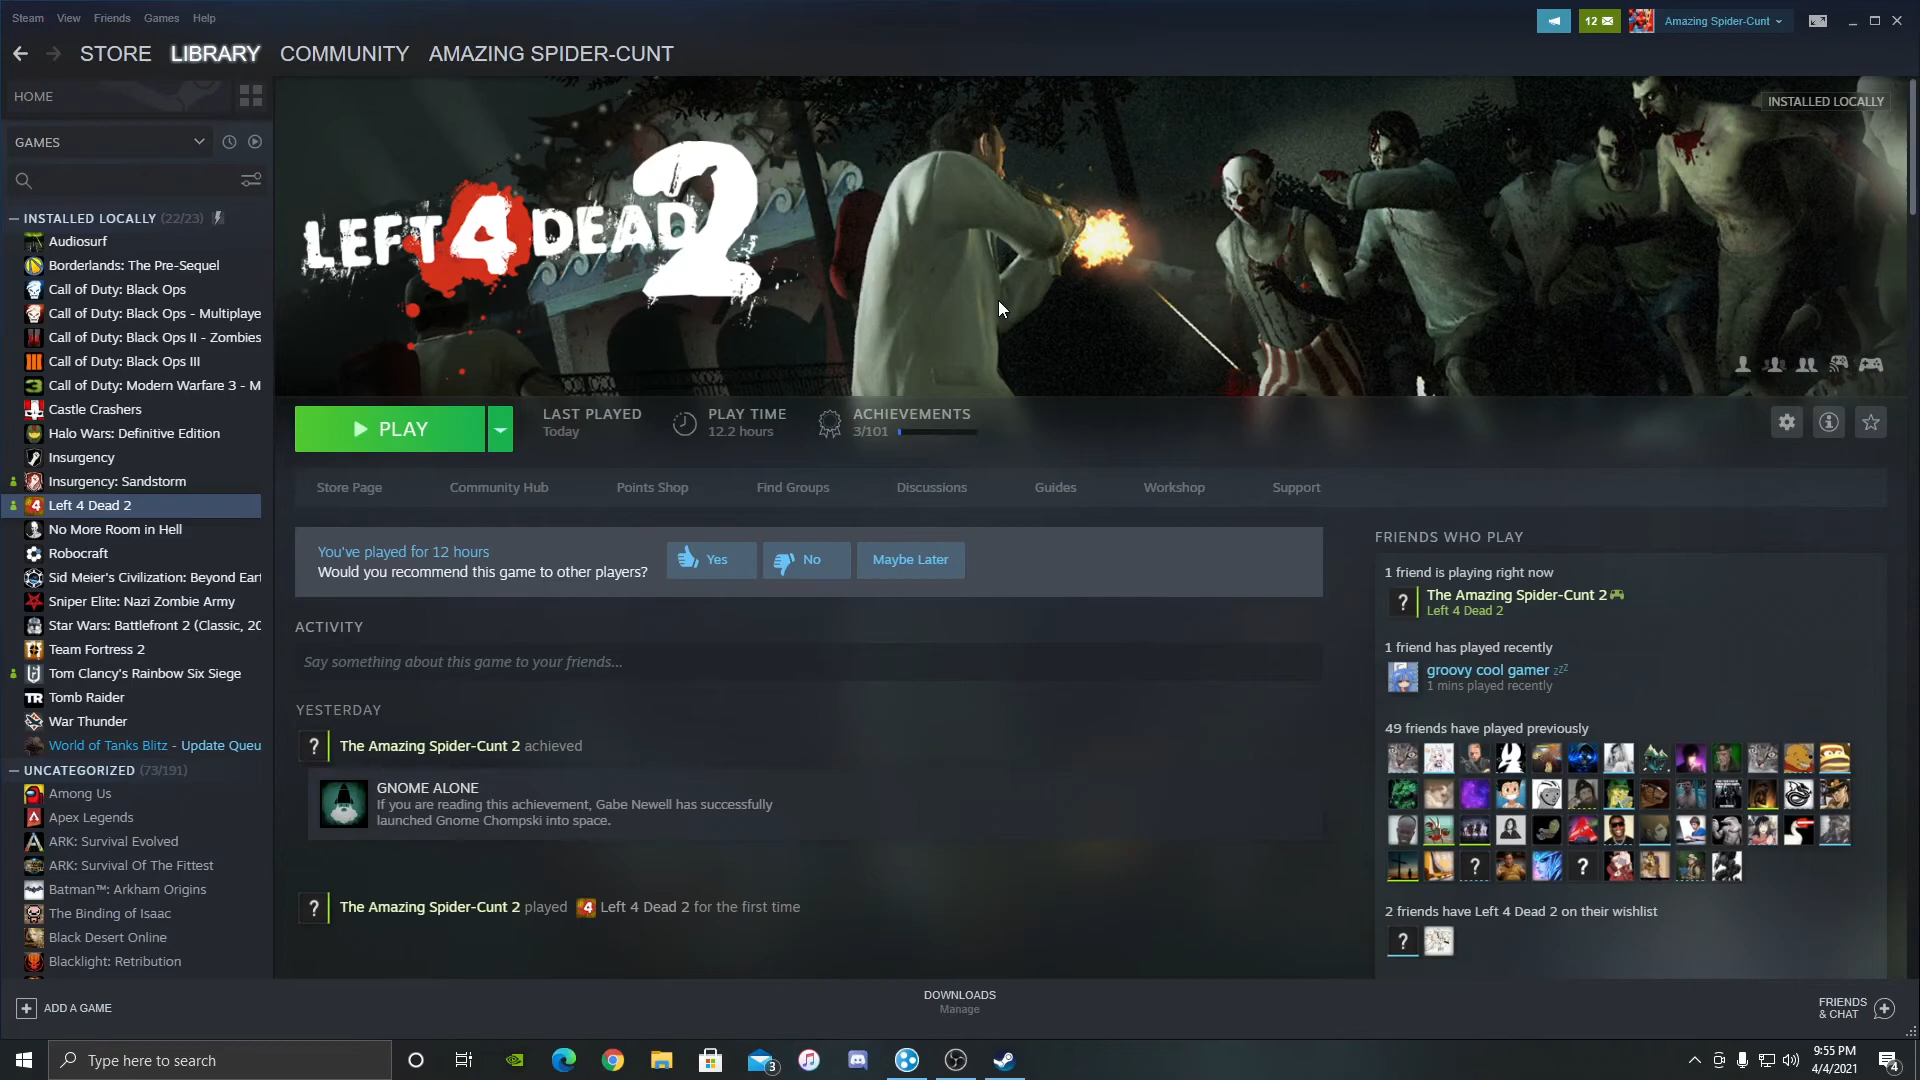 Steam View Friends Games Help
12
Amazing Spider-Cunt
STORE LIBRARY COMMUNITY AMAZING SPIDER-CUNT
HOME
GAMES
INSTALLED LOCALLY (22/23)
Audiosurf
Borderlands: The Pre-Sequel
Call of Duty: Black Ops
Call of Duty: Black Ops - Multiplaye
Call of Duty: Black Ops II - Zombies
Call of Duty: Black Ops III
Call of Duty: Modern Warfare 3 - M
Castle Crashers
Halo Wars: Definitive Edition
Insurgency
Insurgency: Sandstorm
Left 4 Dead 2
No More Room in Hell
Robocraft
Sid Meier's Civilization: Beyond Eart
Sniper Elite: Nazi Zombie Army
Star Wars: Battlefront 2 (Classic, 20
Team Fortress 2
Tom Clancy's Rainbow Six Siege
Tomb Raider
War Thunder
World of Tanks Blitz - Update Queu
UNCATEGORIZED (73/191)
Among Us
Apex Legends
ARK: Survival Evolved
ARK: Survival Of The Fittest
Batman™: Arkham Origins
The Binding of Isaac
Black Desert Online
Blacklight: Retribution
ADD A GAME
INSTALLED LOCALLY
LEFT 4 DEAD 2
PLAY
LAST PLAYED
Today
PLAY TIME
12.2 hours
ACHIEVEMENTS
3/101
Store Page Community Hub Points Shop Find Groups Discussions Guides Workshop Support
You've played for 12 hours
Would you recommend this game to other players?
Yes No Maybe Later
ACTIVITY
Say something about this game to your friends...
YESTERDAY
The Amazing Spider-Cunt 2 achieved
GNOME ALONE
If you are reading this achievement, Gabe Newell has successfully
launched Gnome Chompski into space.
The Amazing Spider-Cunt 2 played Left 4 Dead 2 for the first time
FRIENDS WHO PLAY
1 friend is playing right now
The Amazing Spider-Cunt 2
Left 4 Dead 2
1 friend has played recently
groovy cool gamer zzz
1 mins played recently
49 friends have played previously
2 friends have Left 4 Dead 2 on their wishlist
DOWNLOADS
Manage
FRIENDS
& CHAT
Type here to search
3
9:55 PM
4/4/2021
4